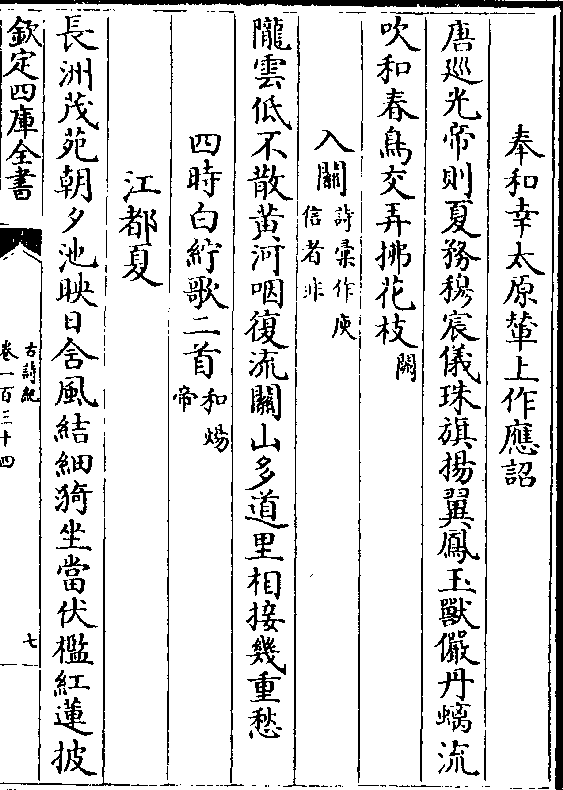 奉和幸太原輦上作應詔
唐廵光帝則夏務穆宸儀珠旗揚翼鳳玉獸儼丹螭流
吹和春鳥交弄拂花枝闕
入關詩彚作庾信者非
隴雲低不散黄河咽復流關山多道里相接幾重愁
四時白紵歌二首和煬帝
江都夏
長洲茂苑朝夕池映日含風結細漪坐當伏檻紅蓮披
欽定四庫全書
古詩紀
卷一百三十四
七